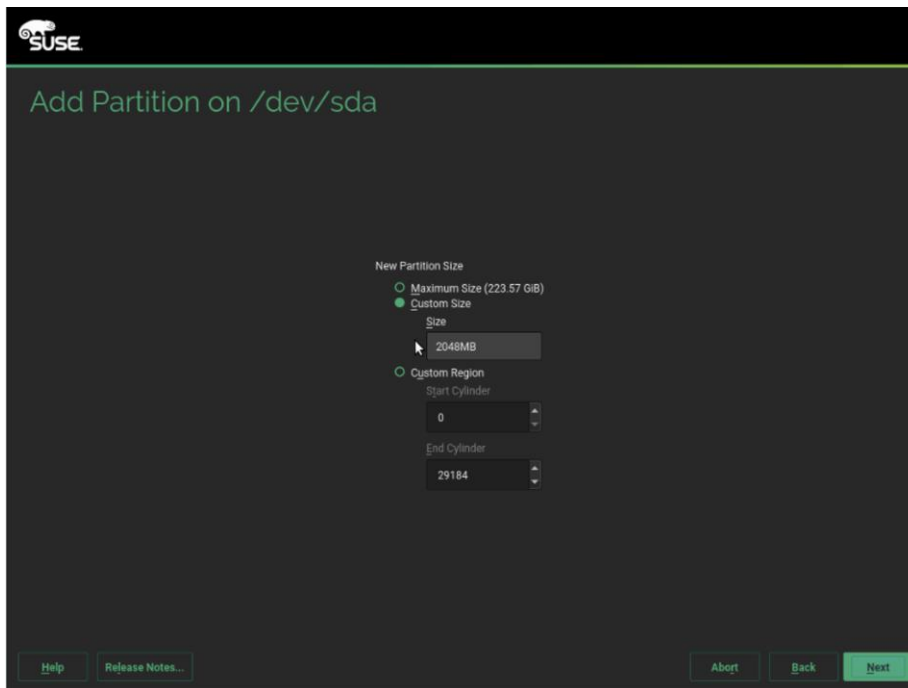 SUSE.
Add Partition on /dev/sda
New Partition Size
Maximum Size (223.57 GiB)
Custom Size
Size
2048MB
Custom Region
Start Cylinder
0
End Cylinder
29184
Help
Release Notes...
Abort
Back
Next